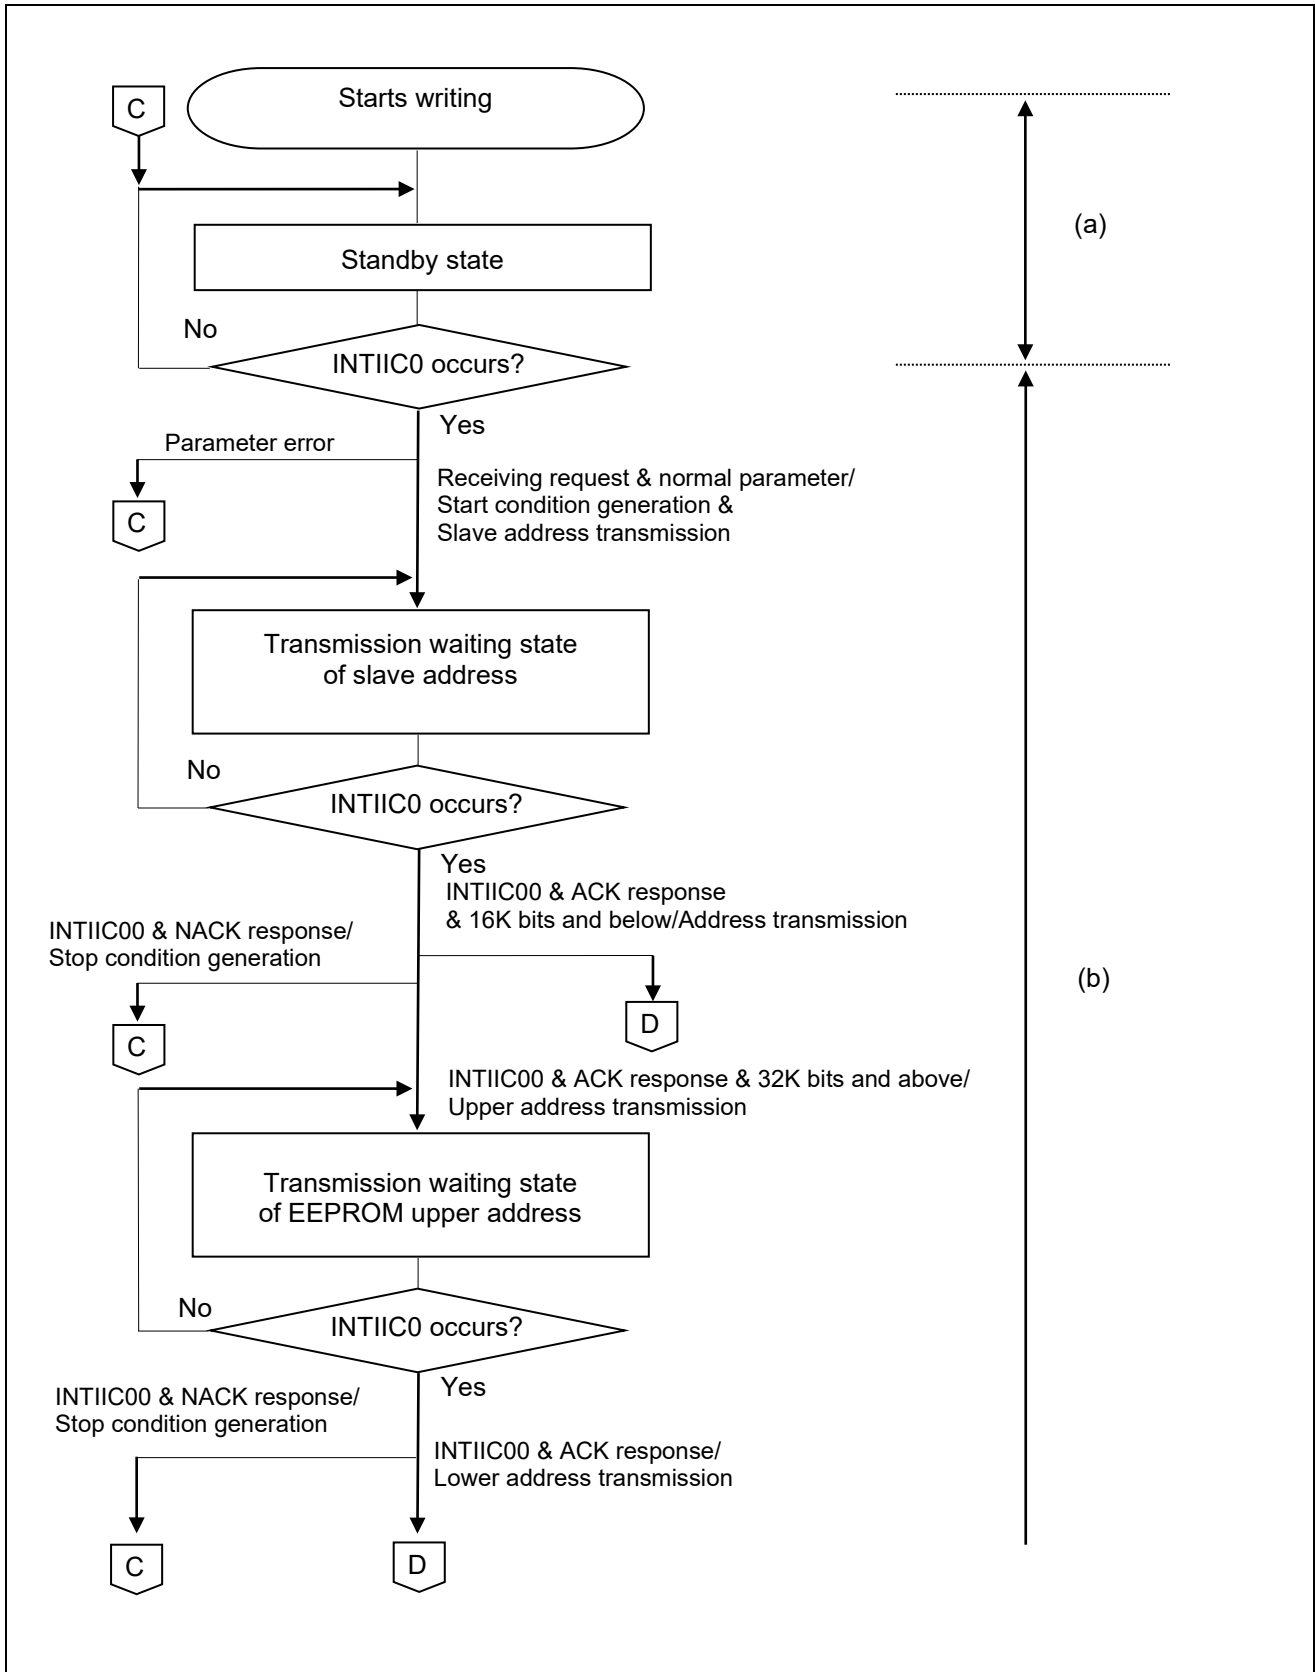 Starts writing
C
(a)
Standby state
No
INTIIC0 occurs?
Yes
Parameter error
Receiving request & normal parameter/
Start condition generation &
Slave address transmission
C
Transmission waiting state
of slave address
No
INTIIC0 occurs?
Yes
INTIIC00 & ACK response
& 16K bits and below/Address transmission
INTIIC00 & NACK response/
Stop condition generation
(b)
D
C
INTIIC00 & ACK response & 32K bits and above/
Upper address transmission
Transmission waiting state
of EEPROM upper address
No
INTIIC0 occurs?
Yes
INTIIC00 & NACK response/
Stop condition generation
INTIIC00 & ACK response/
Lower address transmission
C
D